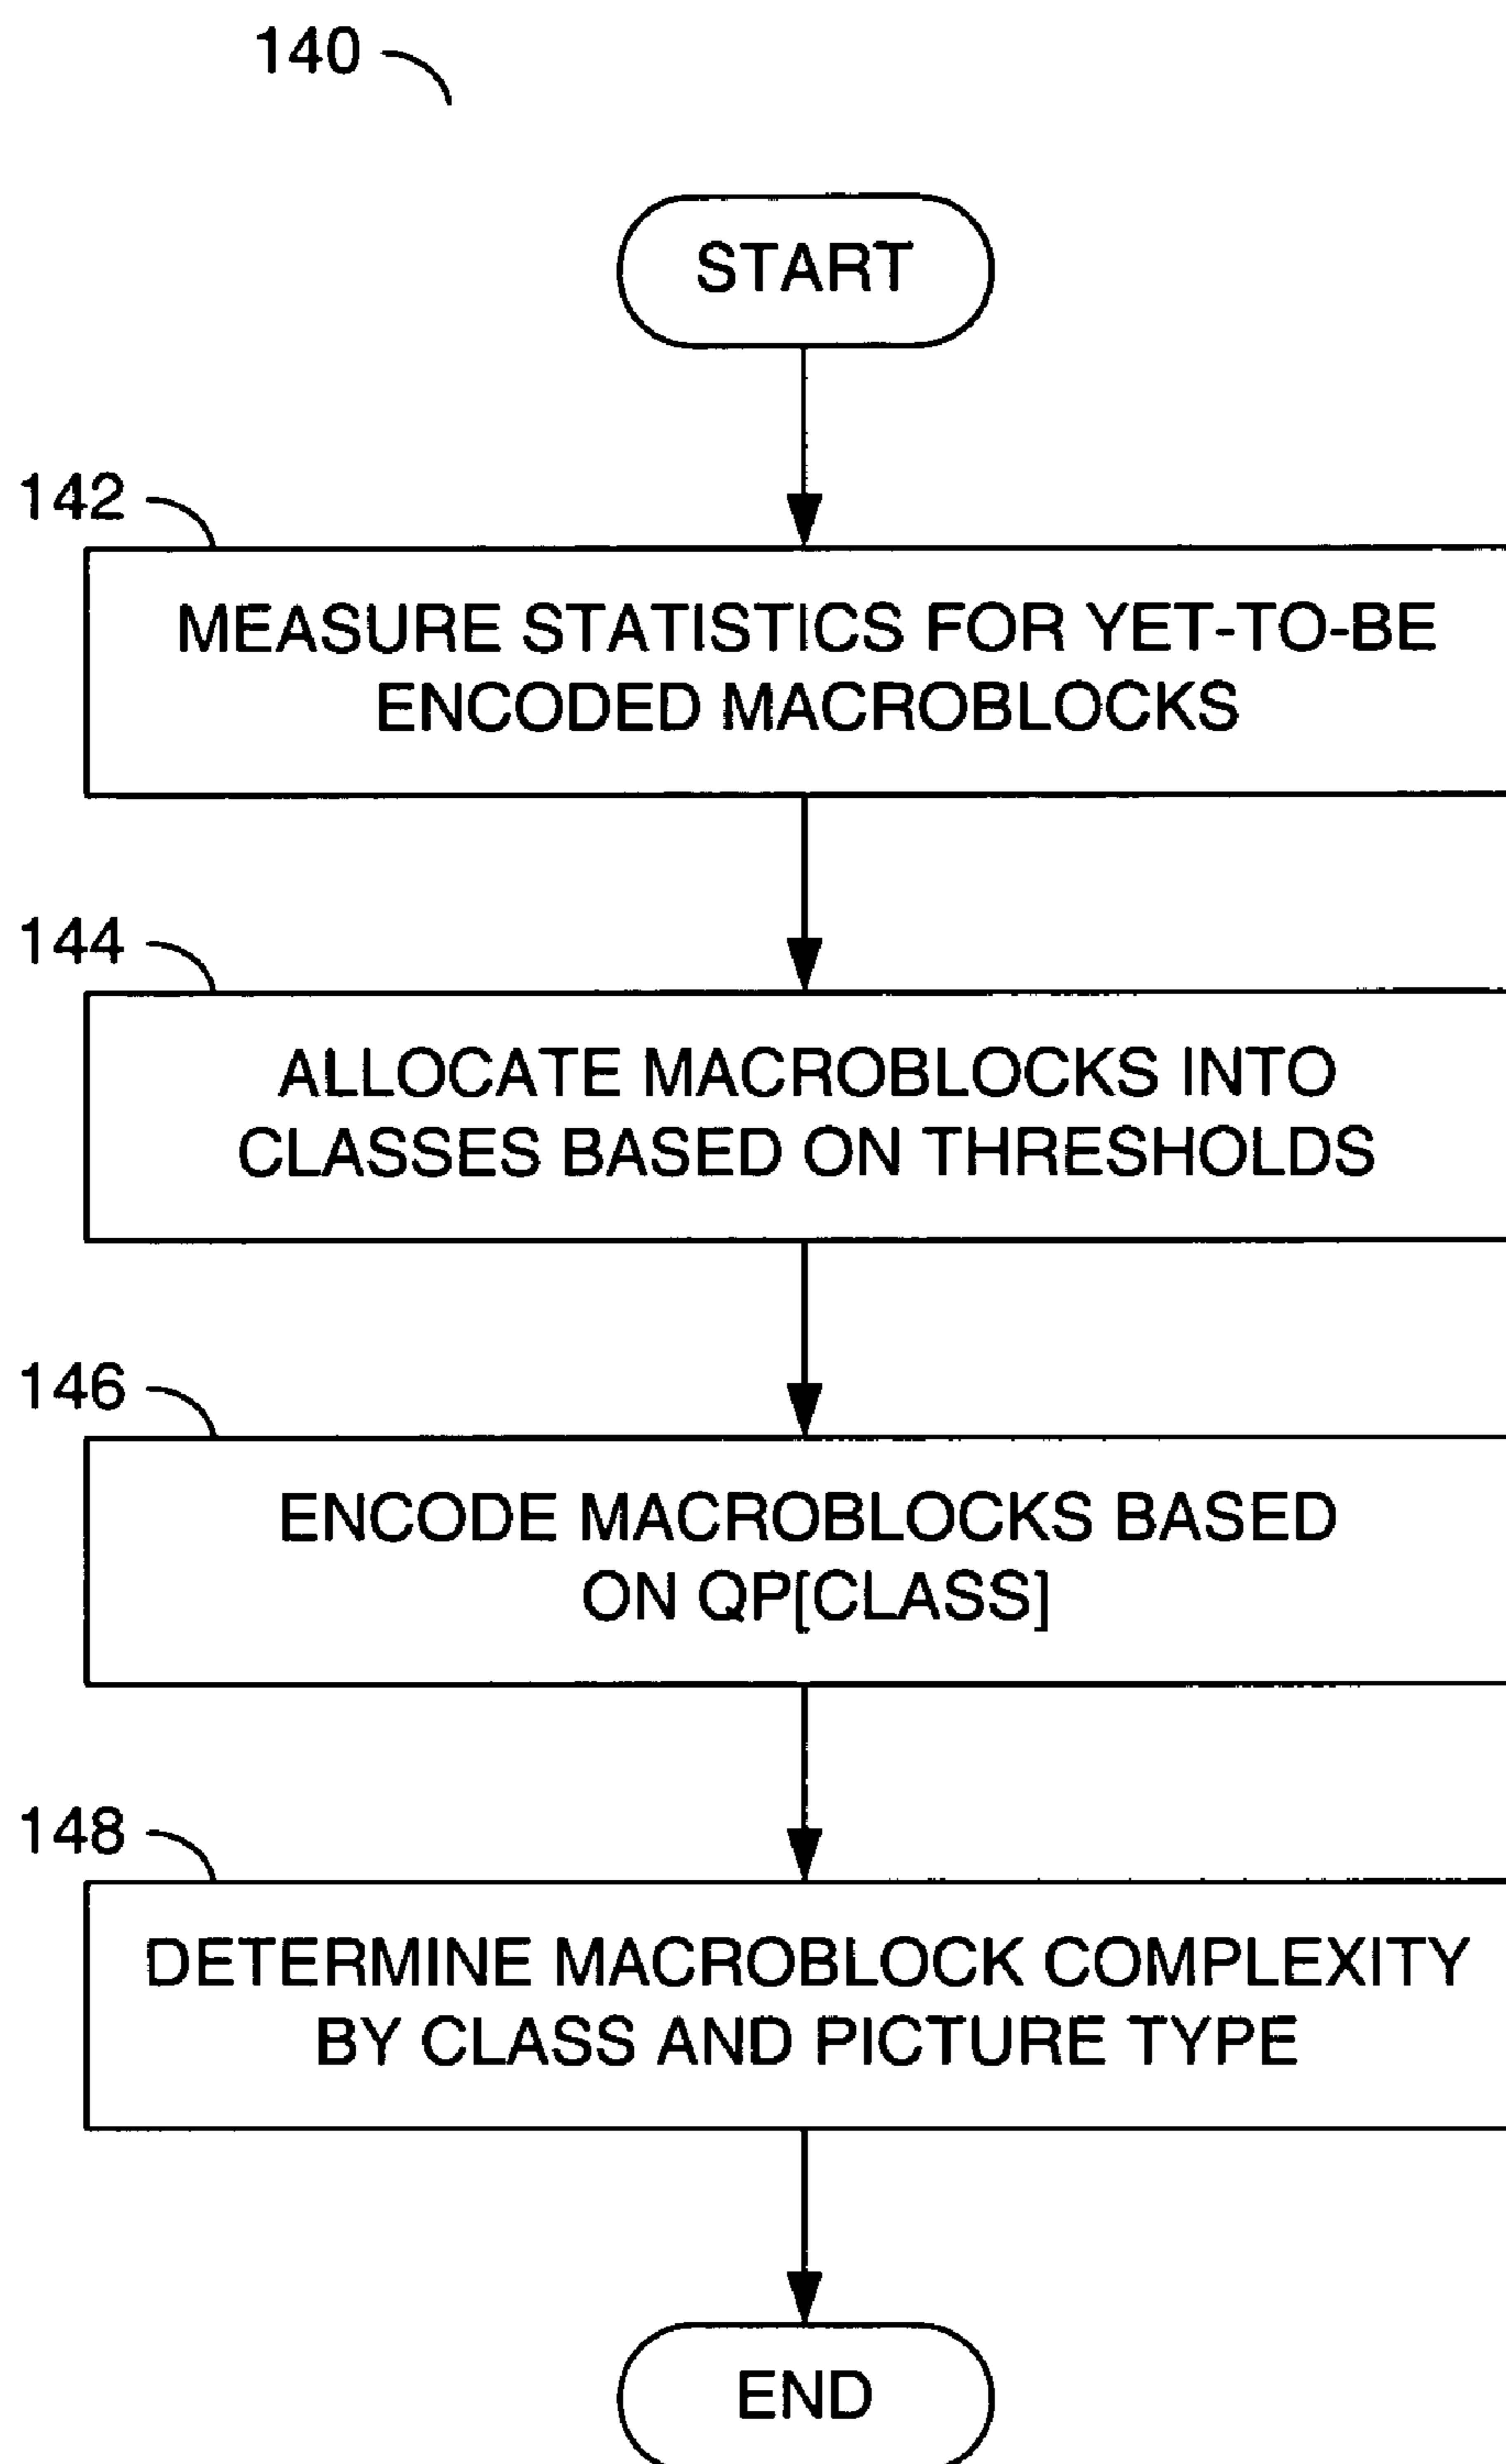 140
START
142
MEASURE STATISTICS FOR YET-TO-BE
ENCODED MACROBLOCKS
144
ALLOCATE MACROBLOCKS INTO
CLASSES BASED ON THRESHOLDS
146
ENCODE MACROBLOCKS BASED
ON QP[CLASS]
148
DETERMINE MACROBLOCK COMPLEXITY
BY CLASS AND PICTURE TYPE
END